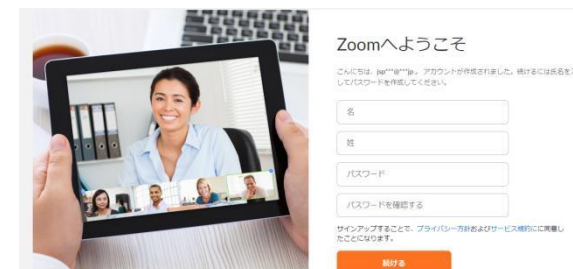 Zoomへようこそ
こんにちは、jsp***@***jp。 アカウントが作成されました。続けるには氏名を入
してパスワードを作成してください。
名
姓
パスワード
パスワードを確認する
サインアップすることで、プライバシー方針およびサービス規約にに同意し
たことになります。
続ける